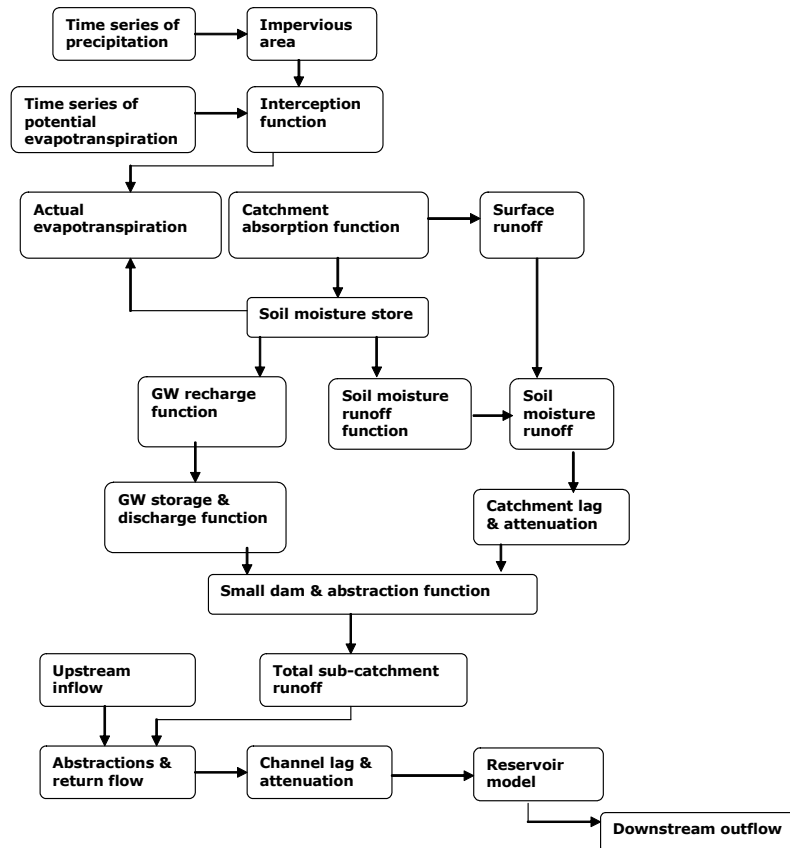 Time series of
precipitation
Impervious
area
Time series of
potential
evapotranspiration
Interception
function
Actual
evapotranspiration
Catchment
absorption function
Surface
runoff
Soil moisture store
GW recharge
function
Soil moisture
runoff
function
Soil
moisture
runoff
GW storage &
discharge function
Catchment lag
& attenuation
Small dam & abstraction function
Upstream
inflow
Total sub-catchment
runoff
Abstractions &
return flow
Channel lag &
attenuation
Reservoir
model
Downstream outflow